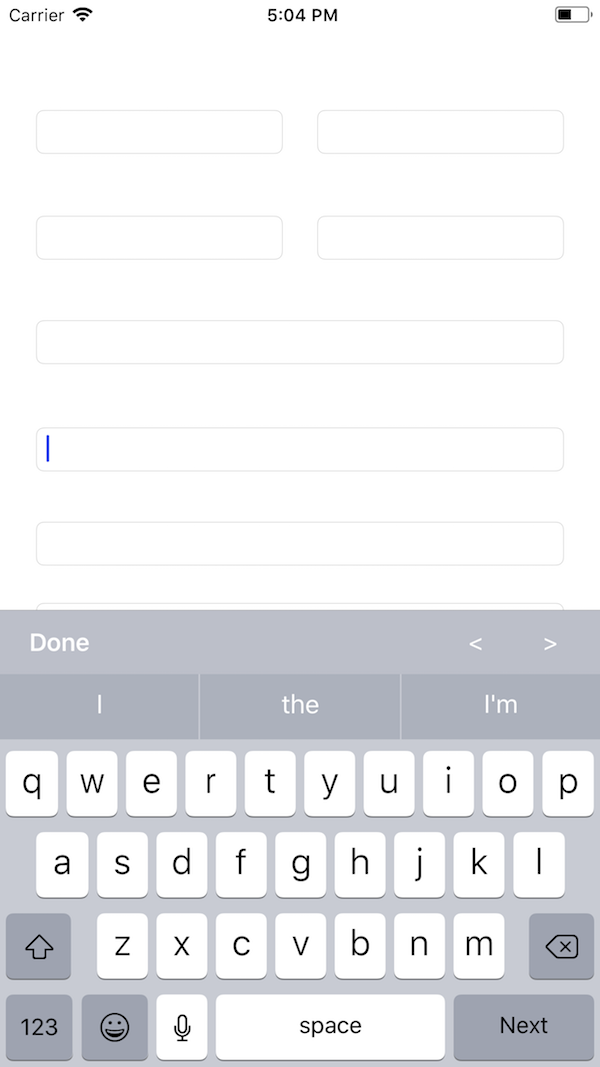 Carrier 5:04 PM
Done < >
I the I'm
q w e r t y u i o p
a s d f g h j k l
z x c v b n m
123 space Next